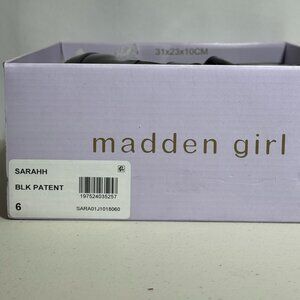 31x23x10CM
madden girl
SARAHH
BLK PATENT
197524035257
6
SARA01J1018060